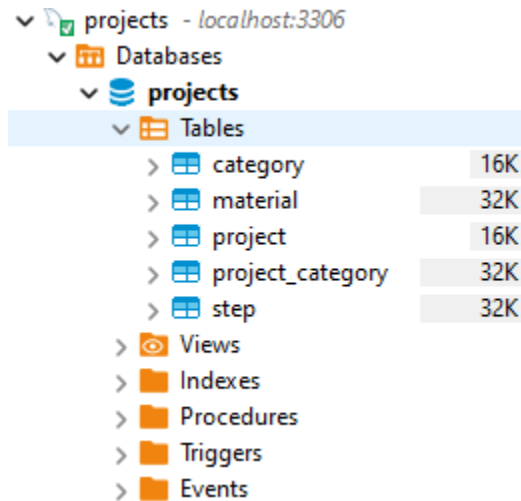 projects - localhost:3306
Databases
projects
Tables
category 16K
material 32K
project 16K
project_category 32K
step 32K
Views
Indexes
Procedures
Triggers
Events